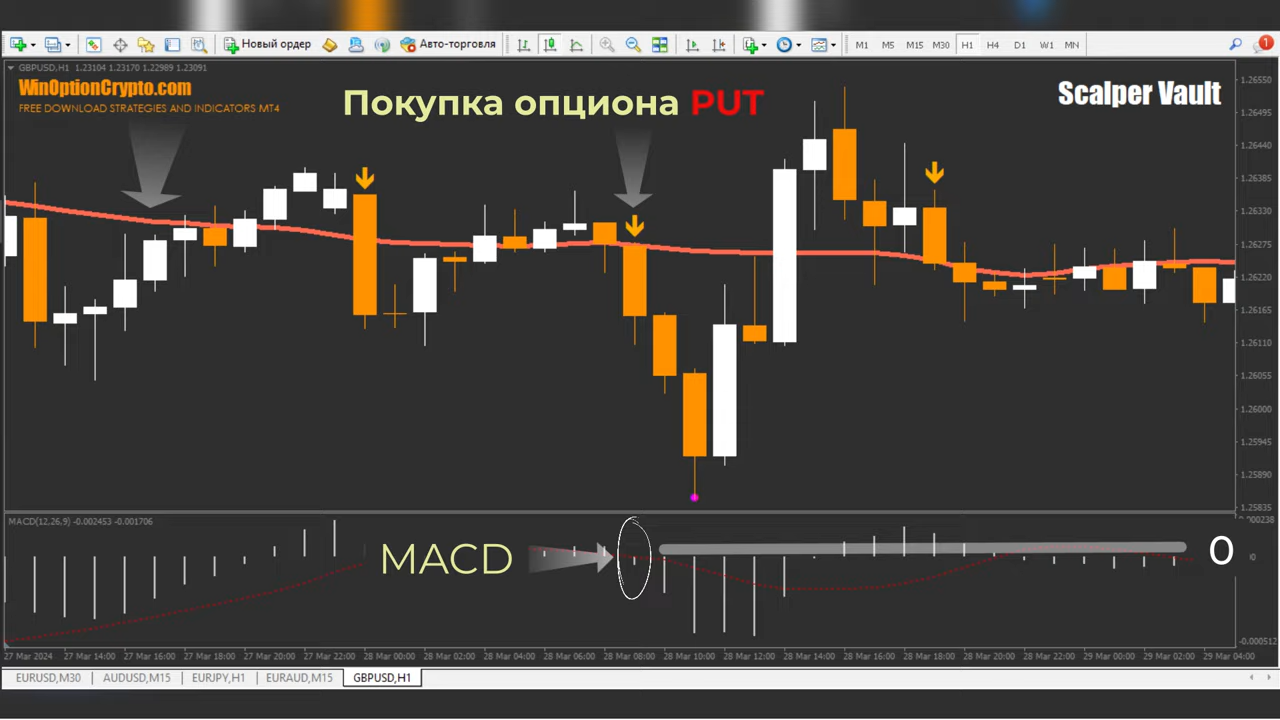 Новый ордер
Авто-торговля
M1 M5 M15 M30 H1 H4 D1 W1 MN
1
GBPUSD,H1 1.23104 1.23170 1.22989 1.23091
WinOptionCrypto.com
FREE DOWNLOAD STRATEGIES AND INDICATORS MT4
Покупка опциона PUT
Scalper Vault
1.26550
1.26495
1.26440
1.26385
1.26330
1.26275
1.26220
1.26165
1.26110
1.26055
1.26000
1.25945
1.25890
1.25835
MACD(12,26,9) -0.002453 -0.001706
MACD
0
-0.000512
27 Mar 2024 27 Mar 14:00 27 Mar 16:00 27 Mar 18:00 27 Mar 20:00 27 Mar 22:00 28 Mar 00:00 28 Mar 02:00 28 Mar 04:00 28 Mar 06:00 28 Mar 08:00 28 Mar 10:00 28 Mar 12:00 28 Mar 14:00 28 Mar 16:00 28 Mar 18:00 28 Mar 20:00 28 Mar 22:00 29 Mar 00:00 29 Mar 02:00 29 Mar 04:00
EURUSD,M30 AUDUSD,M15 EURJPY,H1 EURAUD,M15 GBPUSD,H1